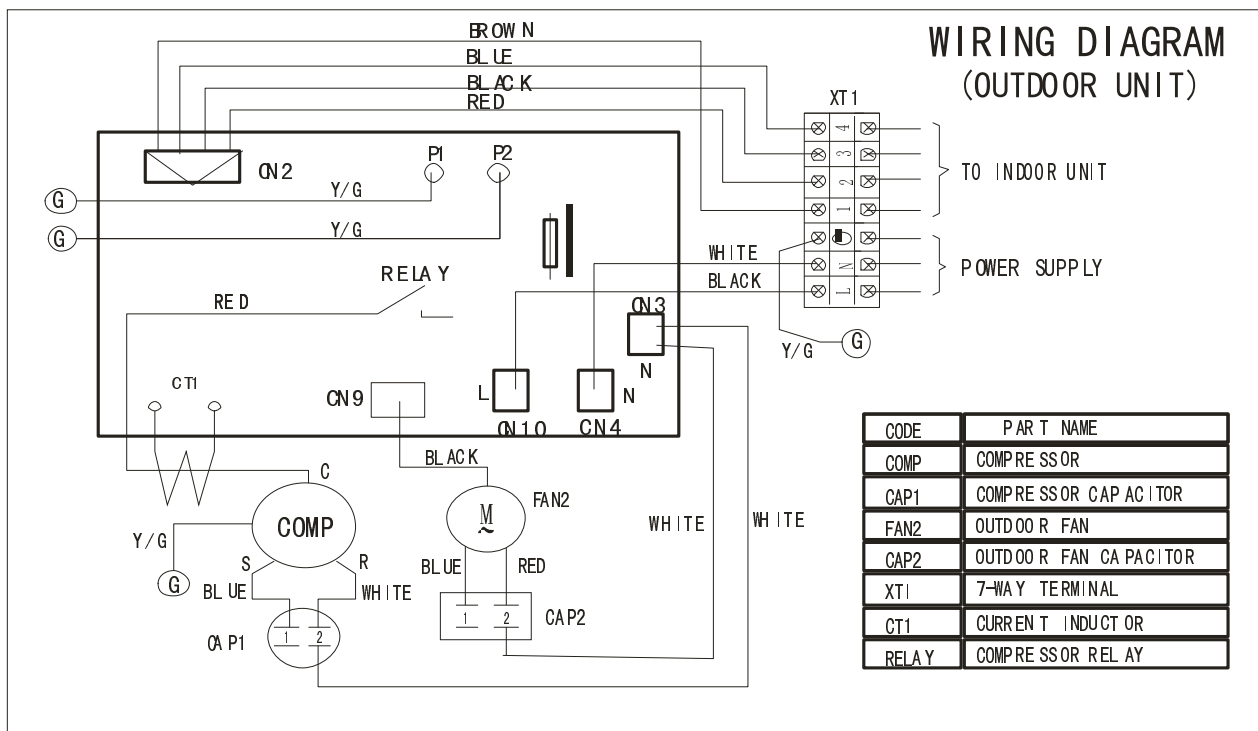 WIRING DIAGRAM
(OUTDOOR UNIT)
BROWN
BLUE
BLACK
RED
XT1
4
3
2
1
N
L
TO INDOOR UNIT
POWER SUPPLY
CN2
P1
P2
G
Y/G
G
Y/G
WHITE
BLACK
RELAY
RED
CN3
N
Y/G
G
CT1
CN9
L
CN10
N
CN4
BLACK
C
COMP
S
R
Y/G
G
BLUE
WHITE
CAP1
1
2
M
~
FAN2
BLUE
RED
1
2
CAP2
WHITE
WHITE
CODE PART NAME
COMP COMPRESSOR
CAP1 COMPRESSOR CAPACITOR
FAN2 OUTDOOR FAN
CAP2 OUTDOOR FAN CAPACITOR
XTI 7-WAY TERMINAL
CT1 CURRENT INDUCTOR
RELAY COMPRESSOR RELAY